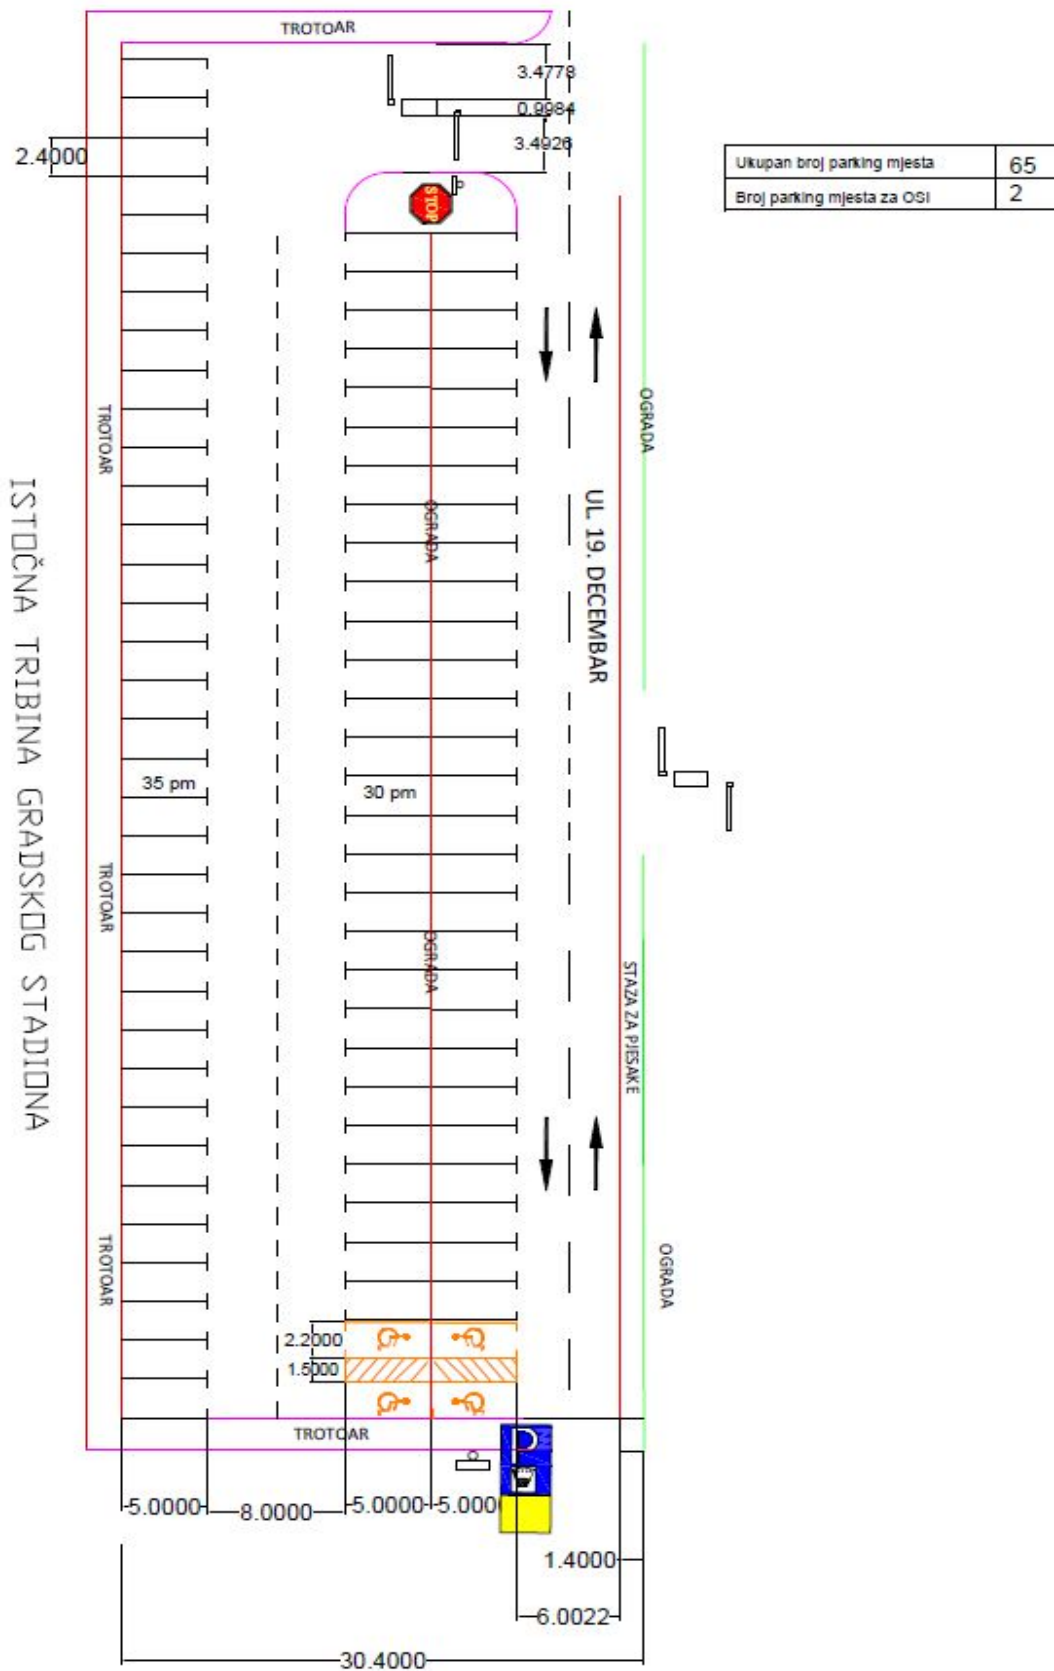 TROTOAR
3.4778
0.9984
3.4926
2.4000
STOP
Ukupan broj parking mjesta 65
Broj parking mjesta za OSI 2
TROTOAR
OGRADA
OGRADA
UL. 19. DECEMBAR
ISTOČNA TRIBINA GRADSKOG STADIONA
35 pm
30 pm
TROTOAR
OGRADA
STAZA ZA PJESAKE
TROTOAR
OGRADA
2.2000
1.5000
TROTOAR
P
5.0000
8.0000
5.0000
5.0000
1.4000
6.0022
30.4000